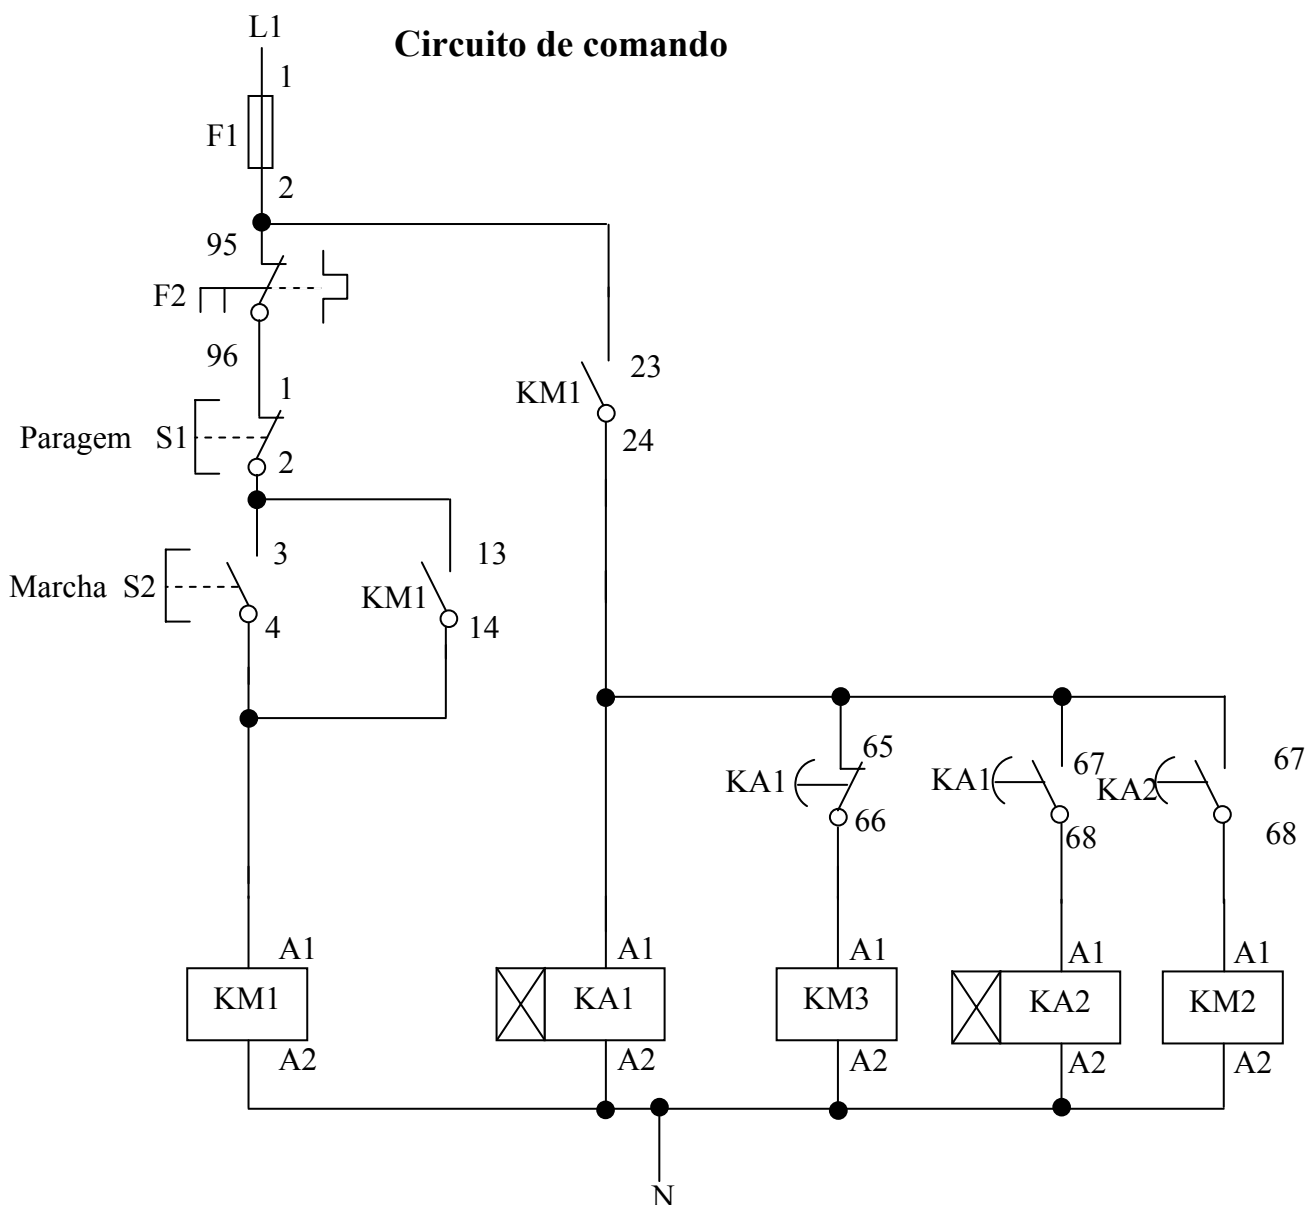 L1
Circuito de comando
1
F1
2
95
F2
96
1
23
KM1
Paragem S1
2
24
3
13
Marcha S2
KM1
4
14
65
67
67
KA1
KA1
KA2
66
68
68
A1
A1
A1
A1
A1
KM1
KA1
KM3
KA2
KM2
A2
A2
A2
A2
A2
N